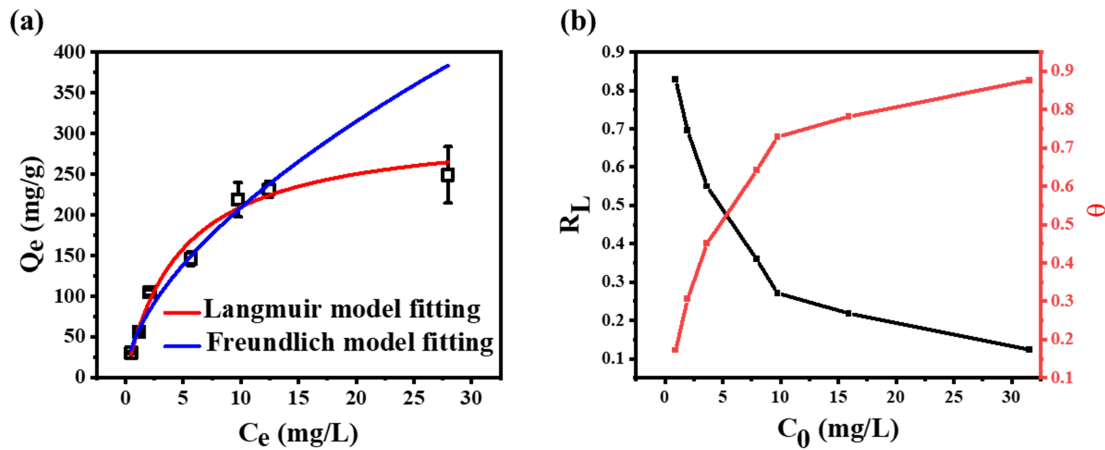 (a)
400
350
300
250
200
150
100
50
0
Qe (mg/g)
0 5 10 15 20 25 30
Ce (mg/L)
Langmuir model fitting
Freundlich model fitting
(b)
0.9
0.8
0.7
0.6
0.5
0.4
0.3
0.2
0.1
RL
0 5 10 15 20 25 30
C0 (mg/L)
0.9
0.8
0.7
0.6
0.5
0.4
0.3
0.2
0.1
θ